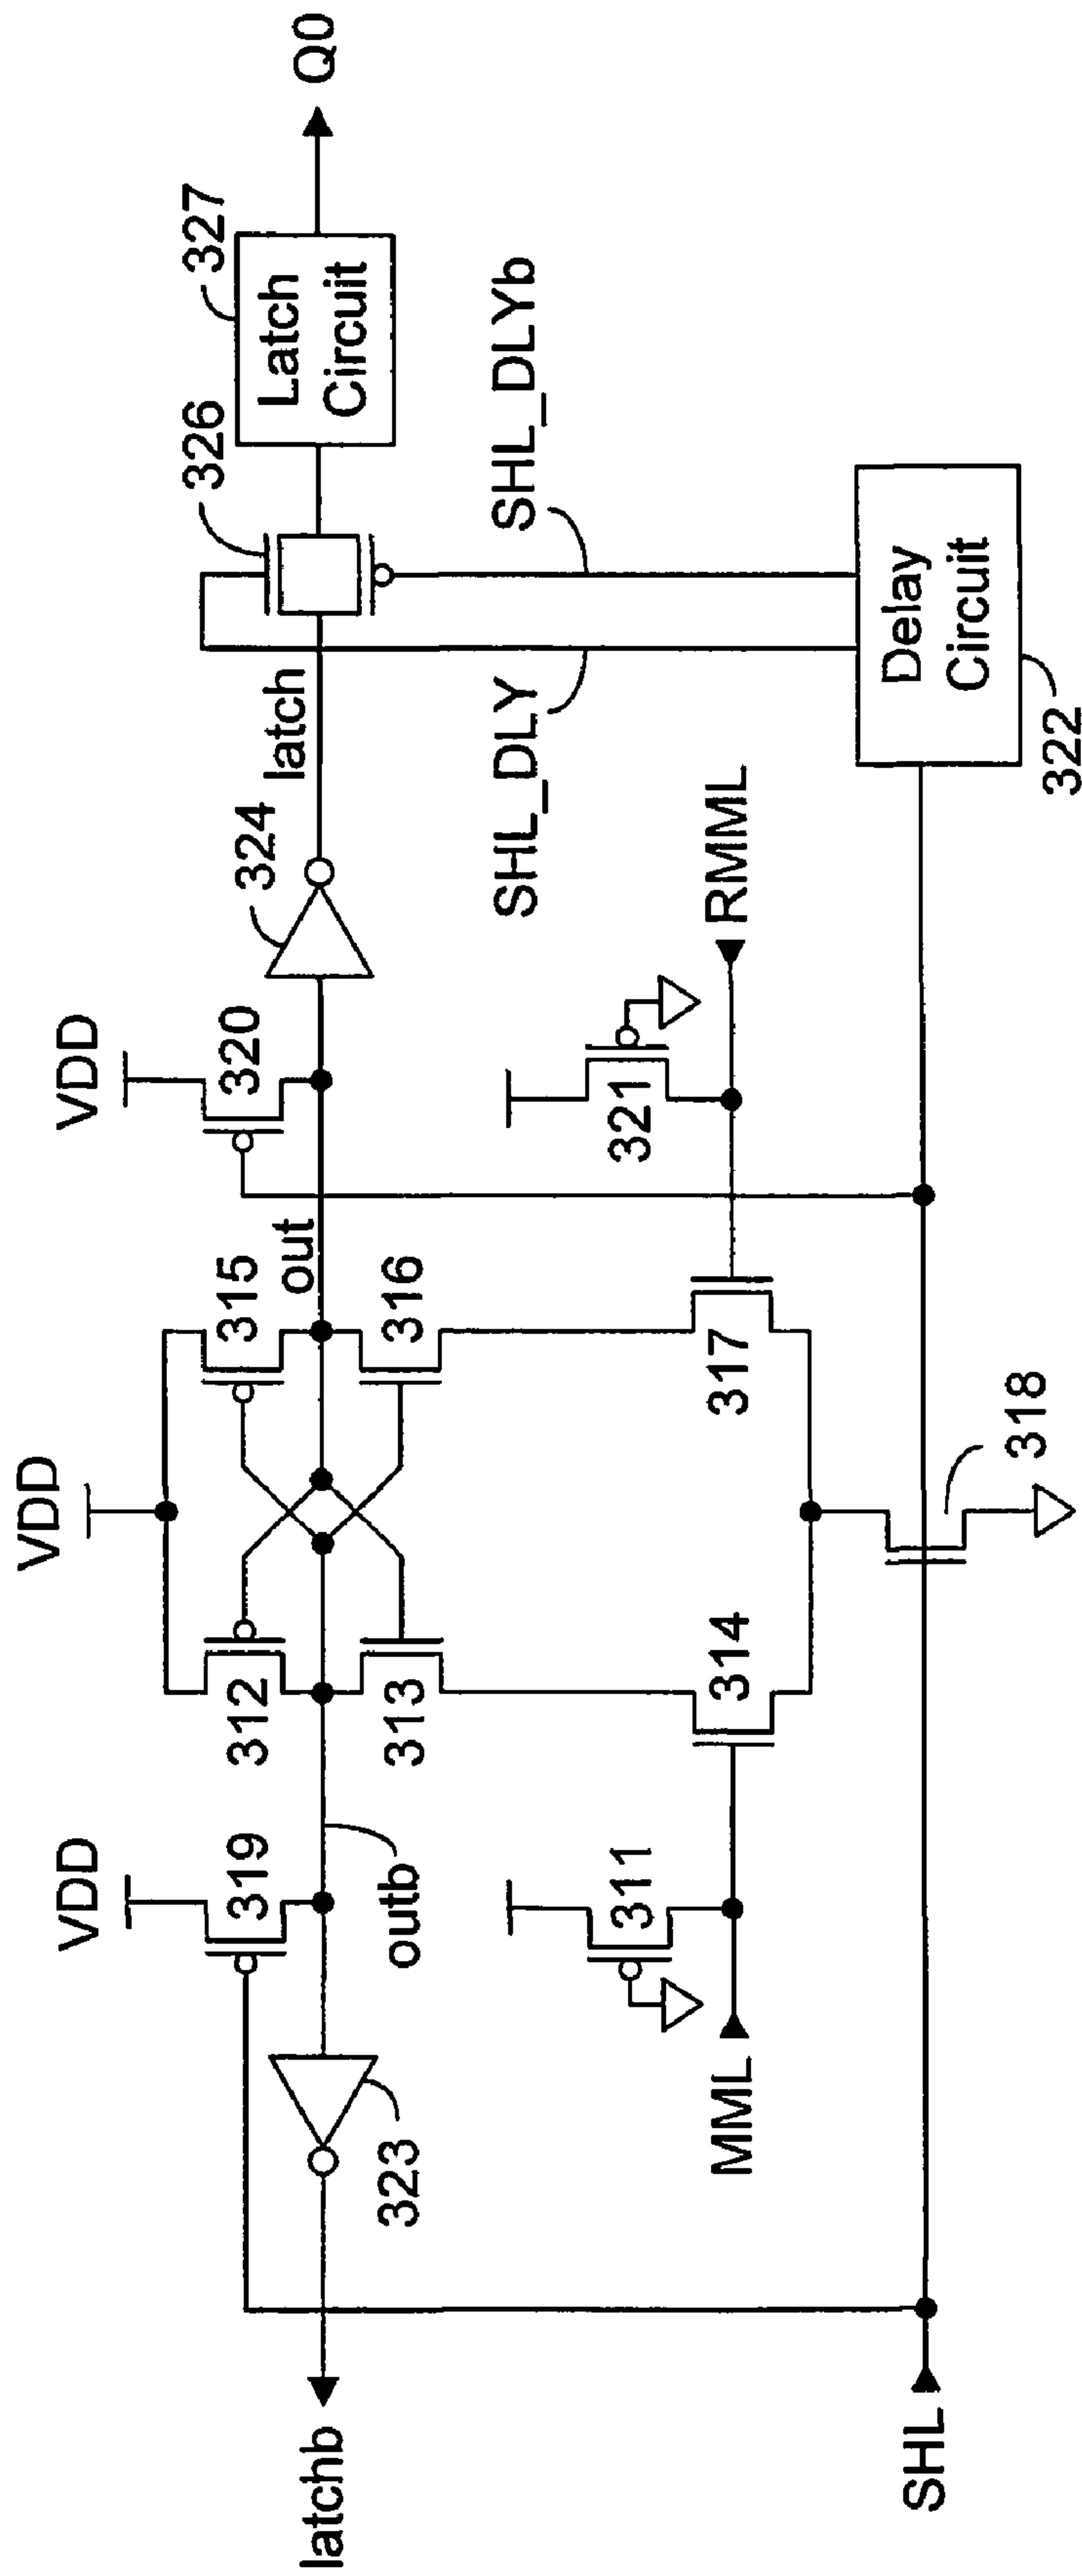 VDD
VDD
VDD
319
312
315
320
324
326
327
latchb
323
outb
313
316
out
latch
Latch
Circuit
Q0
MML
311
314
317
321
RMML
SHL_DLY
SHL_DLYb
SHL
318
Delay
Circuit
322